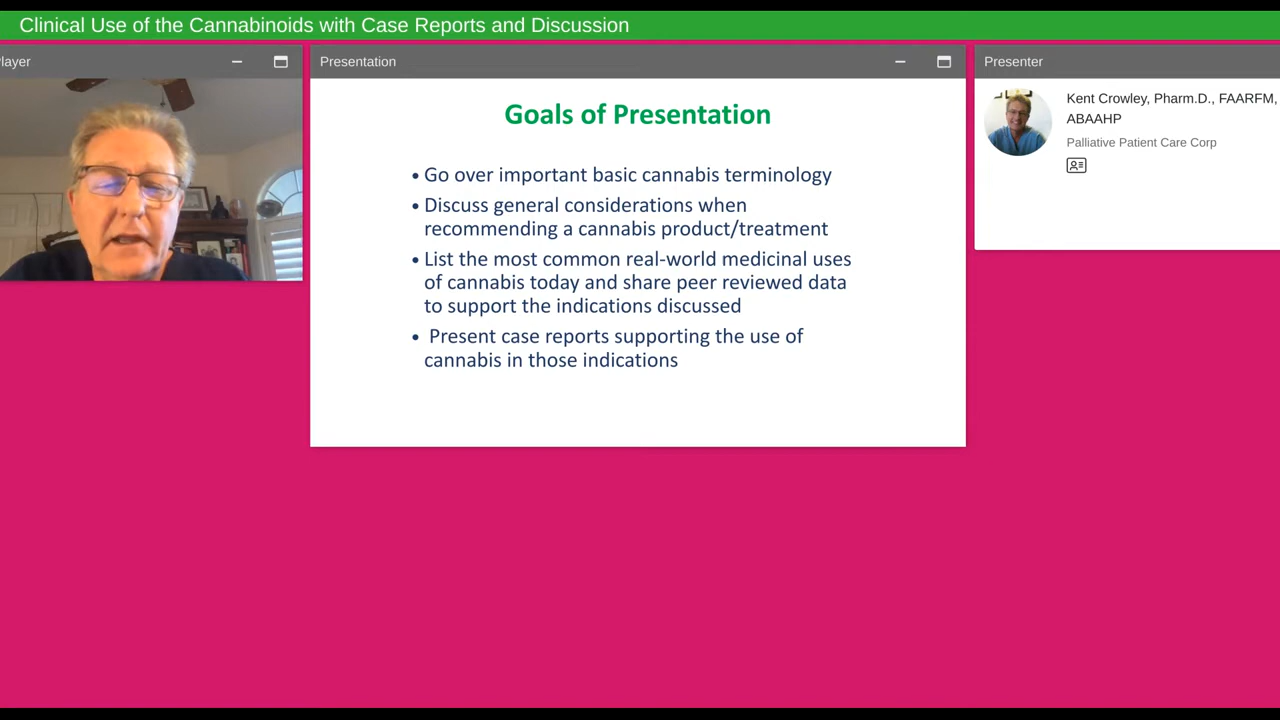 Clinical Use of the Cannabinoids with Case Reports and Discussion
layer
Presentation
Goals of Presentation
• Go over important basic cannabis terminology
• Discuss general considerations when
recommending a cannabis product/treatment
• List the most common real-world medicinal uses
of cannabis today and share peer reviewed data
to support the indications discussed
• Present case reports supporting the use of
cannabis in those indications
Presenter
Kent Crowley, Pharm.D., FAARFM,
ABAAHP
Palliative Patient Care Corp